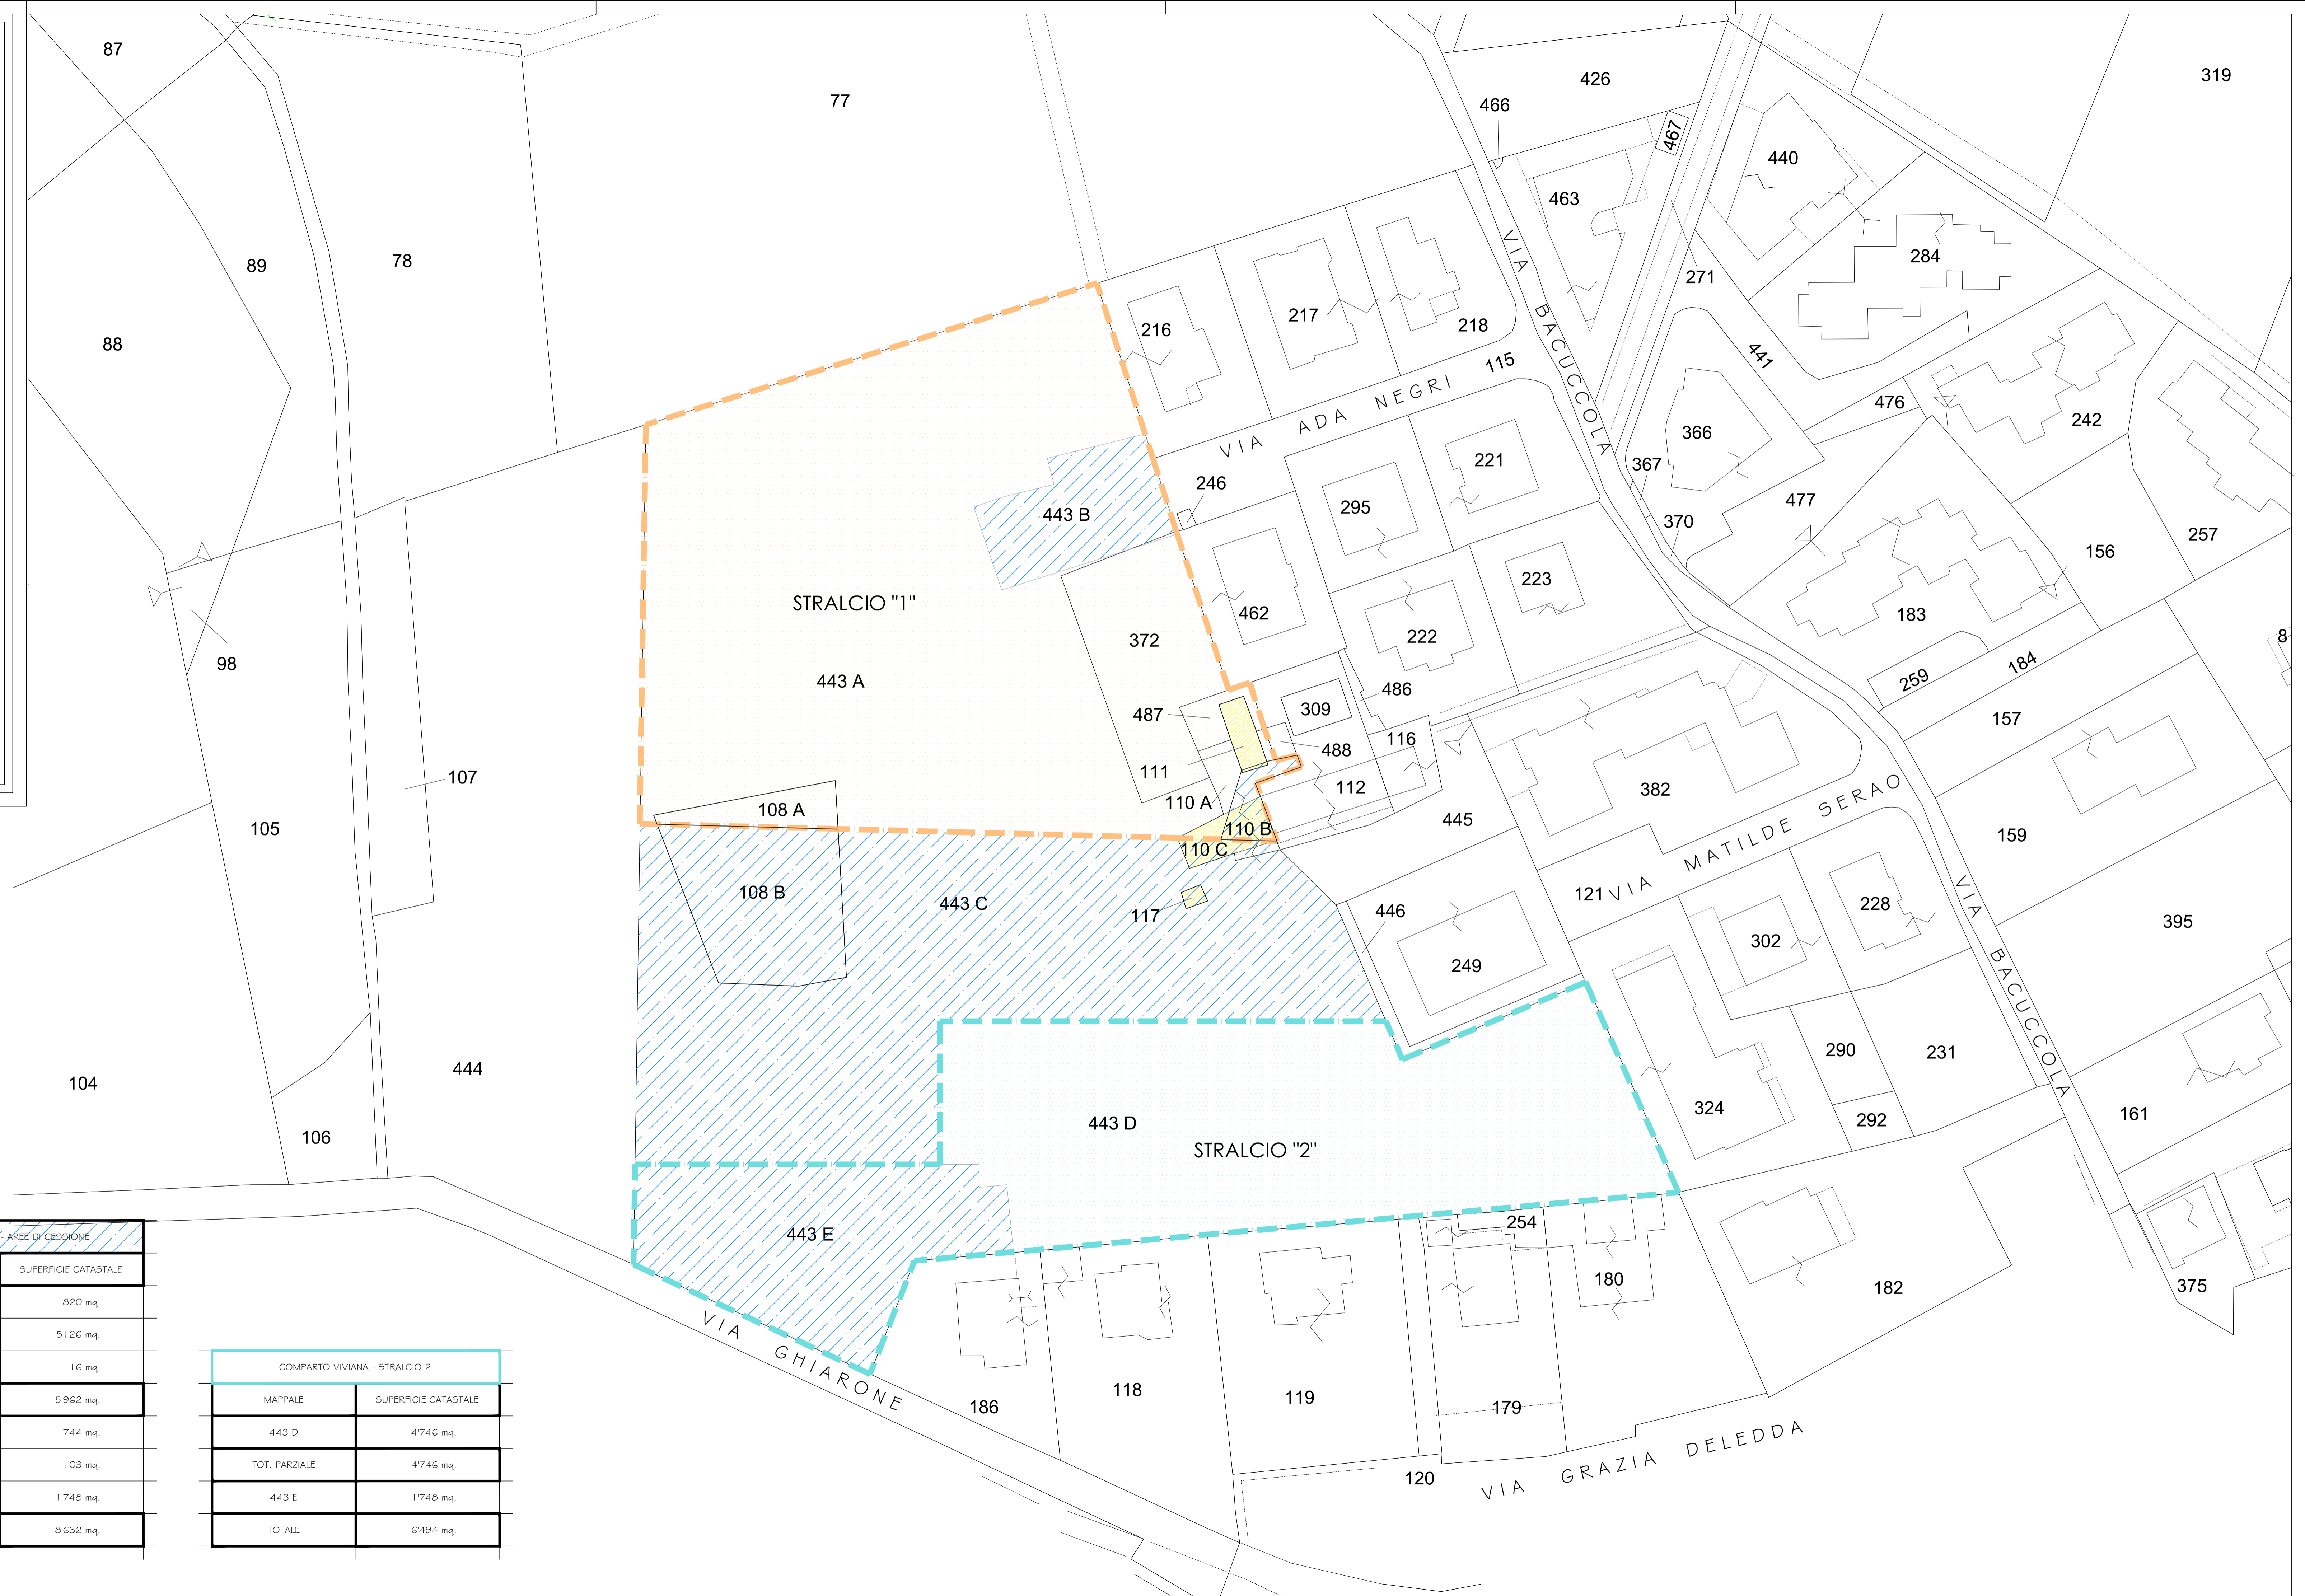 87
77
319
426
466
467
440
463
89
78
284
271
88
216
217
218
115
441
VIA BACUCCOLA
VIA ADA NEGRI
476
242
366
367
221
246
295
477
443 B
370
257
156
223
STRALCIO "1"
462
183
222
372
8
98
184
443 A
259
486
487
309
157
116
488
111
107
112
382
110 A
108 A
445
105
110 B
159
110 C
VIA MATILDE SERAO
108 B
121
443 C
228
117
446
395
302
249
VIA BACUCCOLA
290
231
444
104
324
161
292
443 D
106
STRALCIO "2"
254
443 E
180
182
375
VIA GHIARONE
118
119
186
179
120
VIA GRAZIA DELEDDA
- AREE DI CESSIONE
SUPERFICIE CATASTALE
820 mq.
5126 mq.
16 mq.
5'962 mq.
744 mq.
103 mq.
1'748 mq.
8'632 mq.
COMPARTO VIVIANA - STRALCIO 2
MAPPALE SUPERFICIE CATASTALE
443 D 4'746 mq.
TOT. PARZIALE 4'746 mq.
443 E 1'748 mq.
TOTALE 6'494 mq.